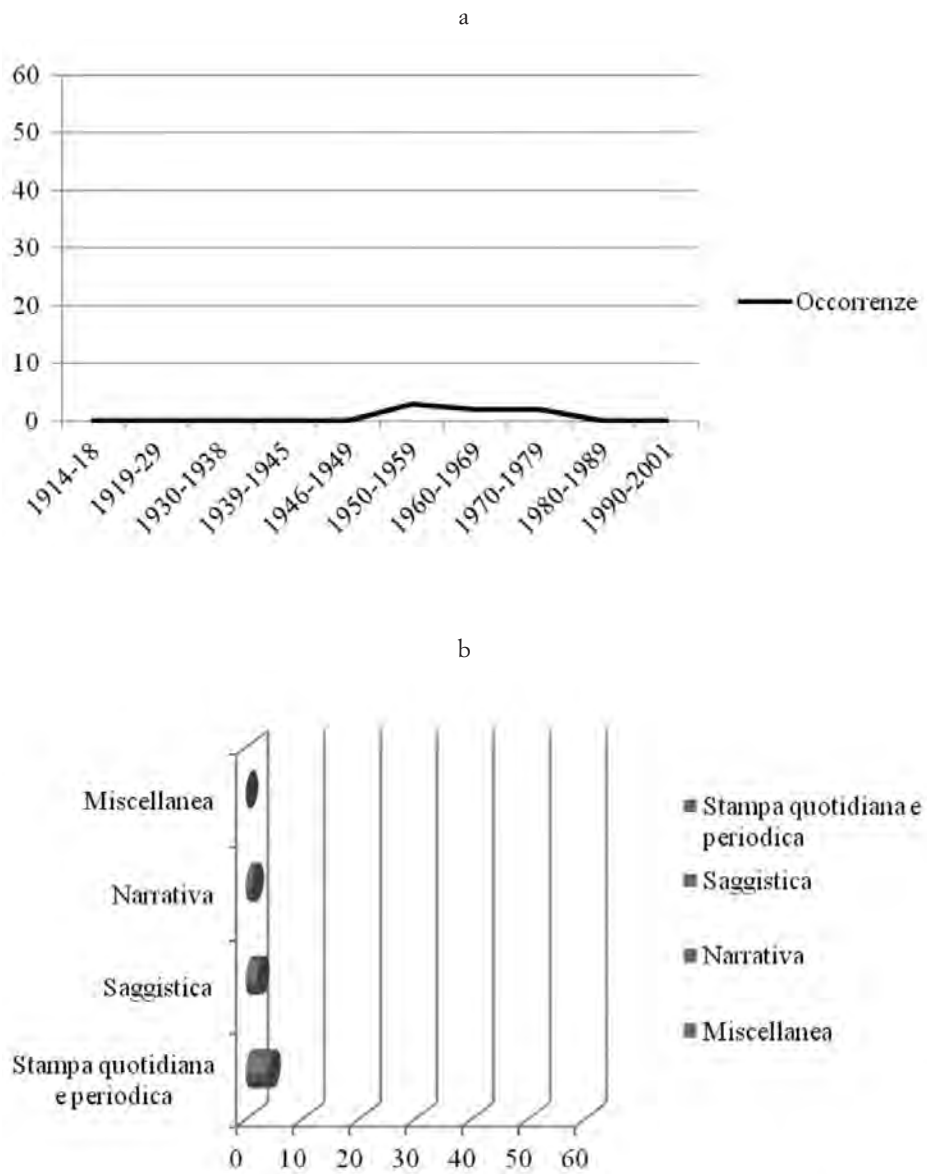 a
60
50
40
30
20
10
0
1914-18
1919-29
1930-1938
1939-1945
1946-1949
1950-1959
1960-1969
1970-1979
1980-1989
1990-2001
Occorrenze
b
Miscellanea
Narrativa
Saggistica
Stampa quotidiana
e periodica
0 10 20 30 40 50 60
Stampa quotidiana e
periodica
Saggistica
Narrativa
Miscellanea